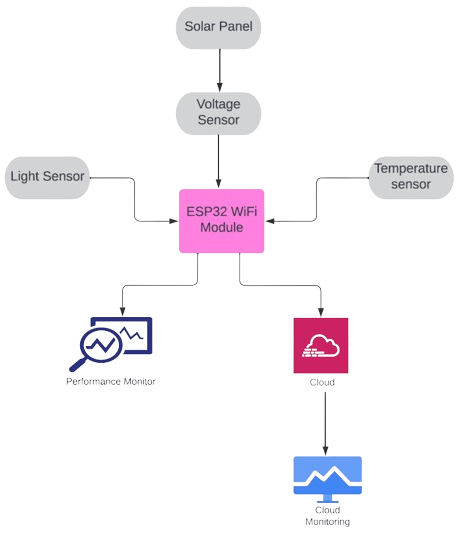 Solar Panel
Voltage
Sensor
Light Sensor
Temperature
sensor
ESP32 WiFi
Module
Performance Monitor
Cloud
Cloud
Monitoring